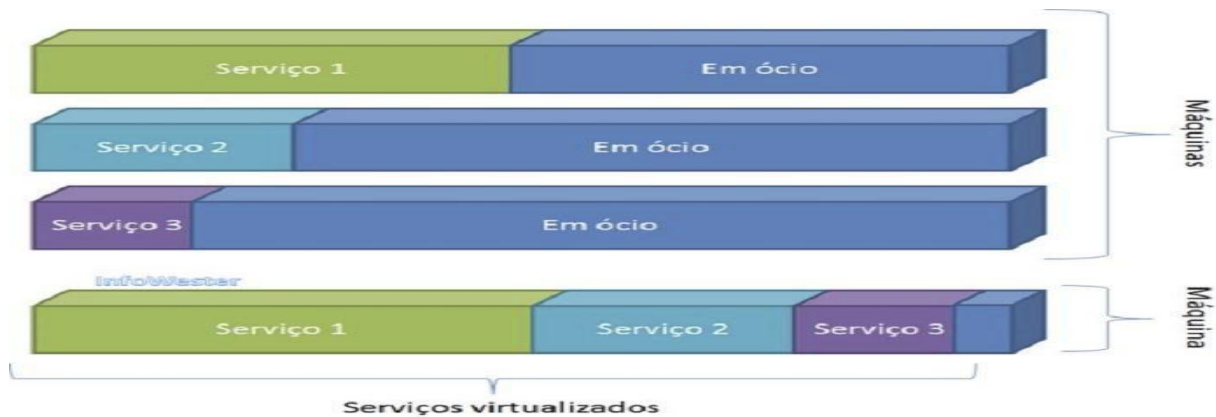 Serviço 1 Em ócio
Serviço 2 Em ócio
Serviço 3 Em ócio
Máquinas
InfoWester
Serviço 1 Serviço 2 Serviço 3
Máquina
Serviços virtualizados